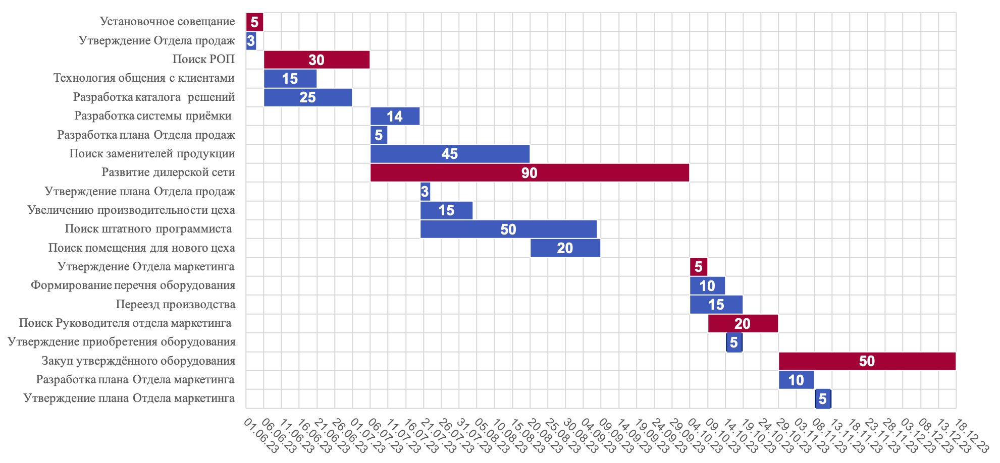 Установочное совещание 5
Утверждение Отдела продаж 3
Поиск РОП 30
Технология общения с клиентами 15
Разработка каталога решений 25
Разработка системы приёмки 14
Разработка плана Отдела продаж 5
Поиск заменителей продукции 45
Развитие дилерской сети 90
Утверждение плана Отдела продаж 3
Увеличению производительности цеха 15
Поиск штатного программиста 50
Поиск помещения для нового цеха 20
Утверждение Отдела маркетинга 5
Формирование перечня оборудования 10
Переезд производства 15
Поиск Руководителя отдела маркетинга 20
Утверждение приобретения оборудования 5
Закуп утверждённого оборудования 50
Разработка плана Отдела маркетинга 10
Утверждение плана Отдела маркетинга 5
01.06.23
06.06.23
11.06.23
16.06.23
21.06.23
26.06.23
01.07.23
06.07.23
11.07.23
16.07.23
21.07.23
26.07.23
31.07.23
05.08.23
10.08.23
15.08.23
20.08.23
25.08.23
30.08.23
04.09.23
09.09.23
14.09.23
19.09.23
24.09.23
29.09.23
04.10.23
09.10.23
14.10.23
19.10.23
24.10.23
29.10.23
03.11.23
08.11.23
13.11.23
18.11.23
23.11.23
28.11.23
03.12.23
08.12.23
13.12.23
18.12.23